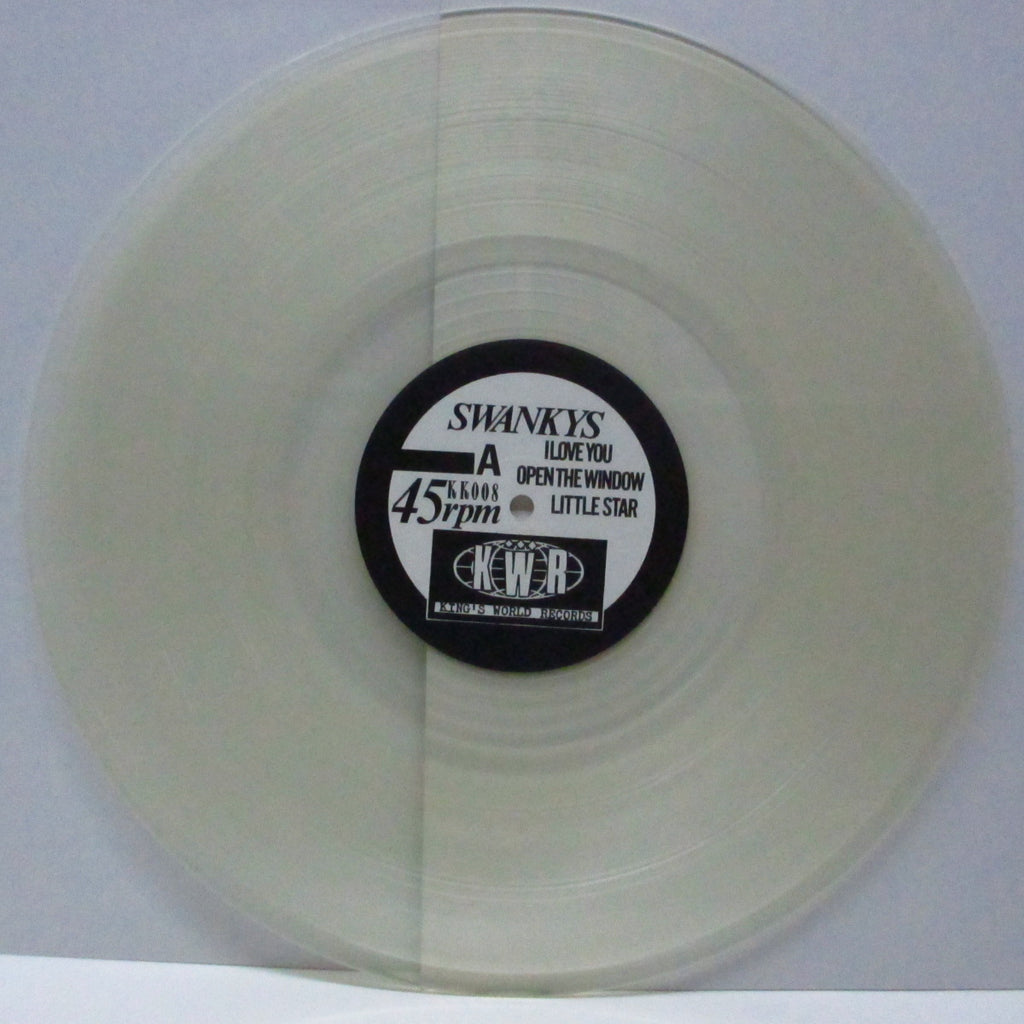 SWANKYS
A
I LOVE YOU
OPEN THE WINDOW
LITTLE STAR
KK008
45rpm
KWR
KING'S WORLD RECORDS